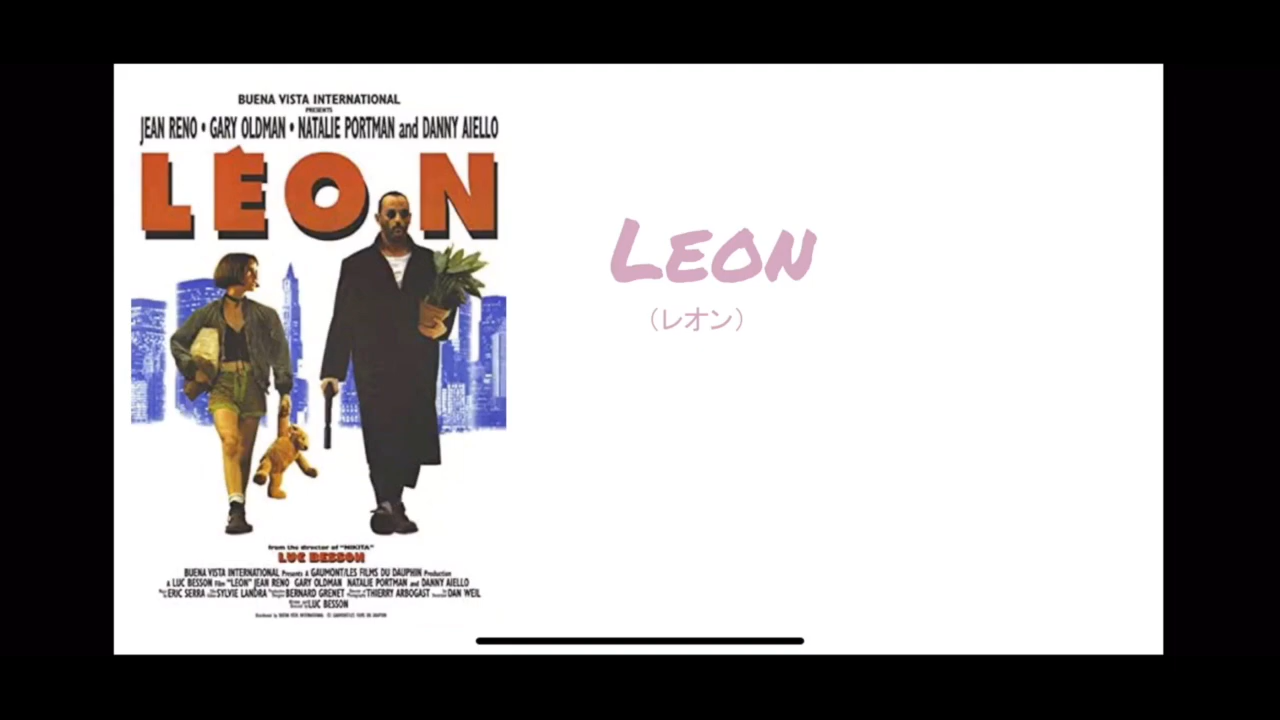 BUENA VISTA INTERNATIONAL
PRESENTS
JEAN RENO • GARY OLDMAN • NATALIE PORTMAN and DANNY AIELLO
LÉON
from the director of "NIKITA"
LUC BESSON
BUENA VISTA INTERNATIONAL Presents A GAUMONT/LES FILMS DU DAUPHIN Production
A LUC BESSON Film "LEON" JEAN RENO GARY OLDMAN NATALIE PORTMAN and DANNY AIELLO
ERIC SERRA SYLVIE LANDRA BERNARD GRENET THIERRY ARBOGAST DAN WEIL
LUC BESSON
LEON
（レオン）